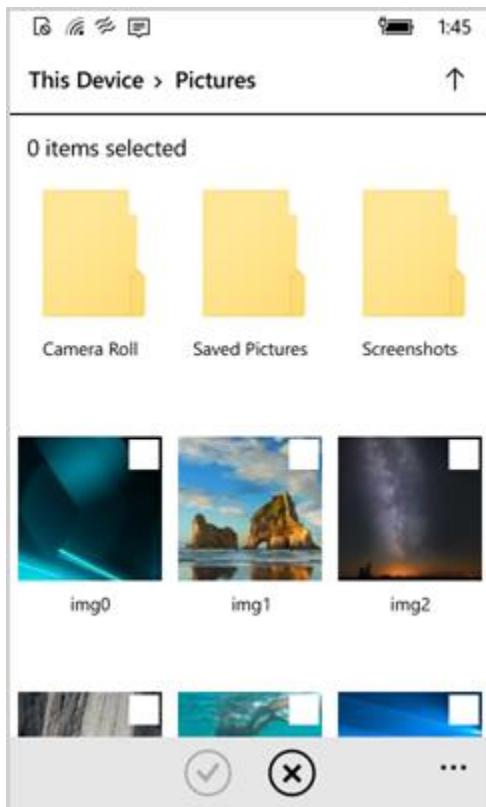 1:45
This Device > Pictures
0 items selected
Camera Roll Saved Pictures Screenshots
img0 img1 img2